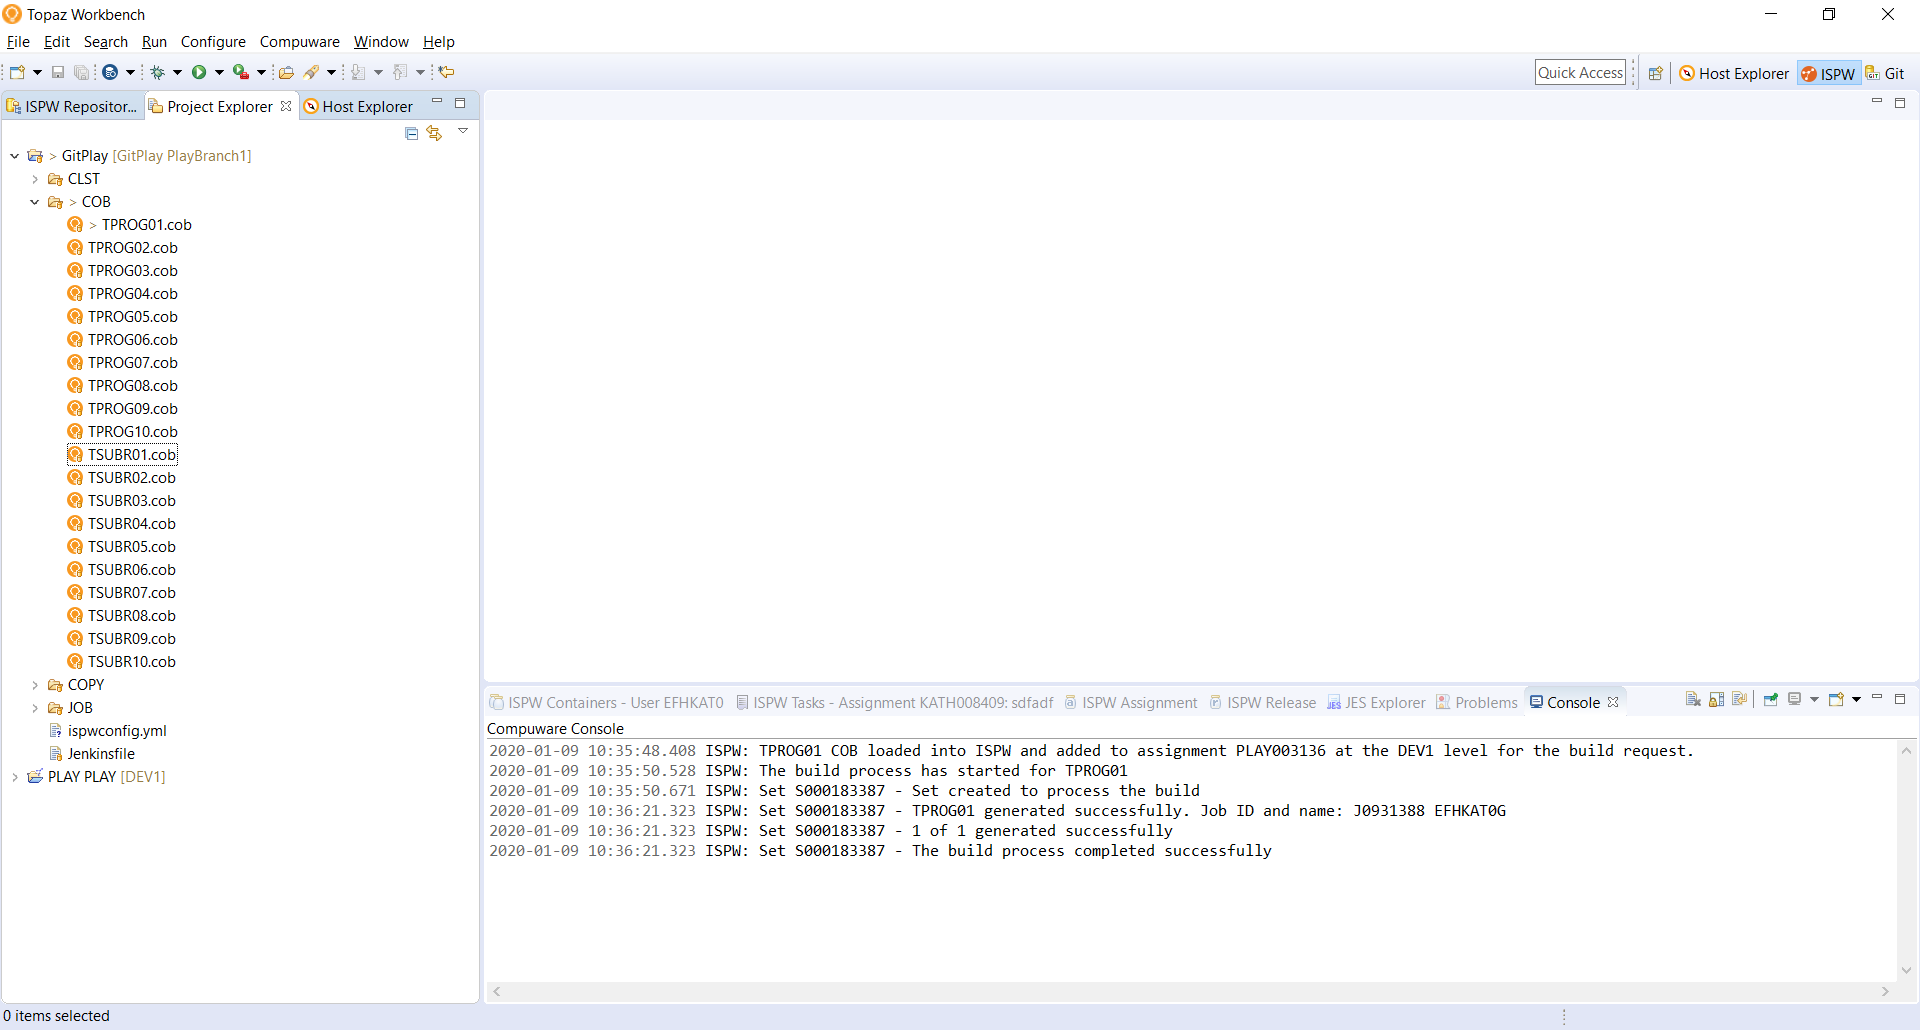 Topaz Workbench
File Edit Search Run Configure Compuware Window Help
Quick Access Host Explorer ISPW Git
ISPW Repositor... Project Explorer Host Explorer
> GitPlay [GitPlay PlayBranch1]
CLST
> COB
> TPROG01.cob
TPROG02.cob
TPROG03.cob
TPROG04.cob
TPROG05.cob
TPROG06.cob
TPROG07.cob
TPROG08.cob
TPROG09.cob
TPROG10.cob
TSUBR01.cob
TSUBR02.cob
TSUBR03.cob
TSUBR04.cob
TSUBR05.cob
TSUBR06.cob
TSUBR07.cob
TSUBR08.cob
TSUBR09.cob
TSUBR10.cob
COPY
JOB
ispwconfig.yml
Jenkinsfile
PLAY PLAY [DEV1]
ISPW Containers - User EFHKAT0 ISPW Tasks - Assignment KATH008409: sdfadf ISPW Assignment ISPW Release JES Explorer Problems Console
Compuware Console
2020-01-09 10:35:48.408 ISPW: TPROG01 COB loaded into ISPW and added to assignment PLAY003136 at the DEV1 level for the build request.
2020-01-09 10:35:50.528 ISPW: The build process has started for TPROG01
2020-01-09 10:35:50.671 ISPW: Set S000183387 - Set created to process the build
2020-01-09 10:36:21.323 ISPW: Set S000183387 - TPROG01 generated successfully. Job ID and name: J0931388 EFHKAT0G
2020-01-09 10:36:21.323 ISPW: Set S000183387 - 1 of 1 generated successfully
2020-01-09 10:36:21.323 ISPW: Set S000183387 - The build process completed successfully
0 items selected